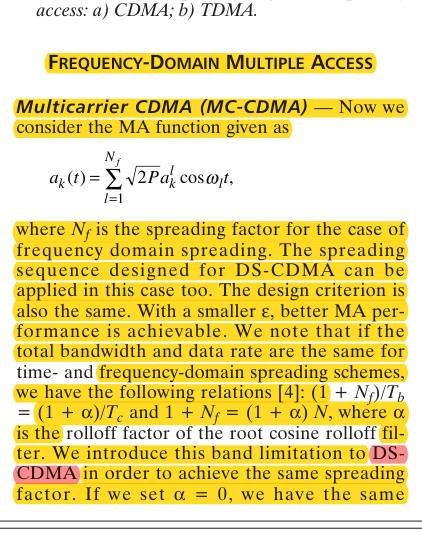 access: a) CDMA; b) TDMA.
FREQUENCY-DOMAIN MULTIPLE ACCESS
Multicarrier CDMA (MC-CDMA) — Now we
consider the MA function given as
a_k(t) = ∑_{l=1}^{N_f} √2P a_k^l cos ω_l t,
where N_f is the spreading factor for the case of
frequency domain spreading. The spreading
sequence designed for DS-CDMA can be
applied in this case too. The design criterion is
also the same. With a smaller ε, better MA per-
formance is achievable. We note that if the
total bandwidth and data rate are the same for
time- and frequency-domain spreading schemes,
we have the following relations [4]: (1 + N_f)/T_b
= (1 + α)/T_c and 1 + N_f = (1 + α) N, where α
is the rolloff factor of the root cosine rolloff fil-
ter. We introduce this band limitation to DS-
CDMA in order to achieve the same spreading
factor. If we set α = 0, we have the same